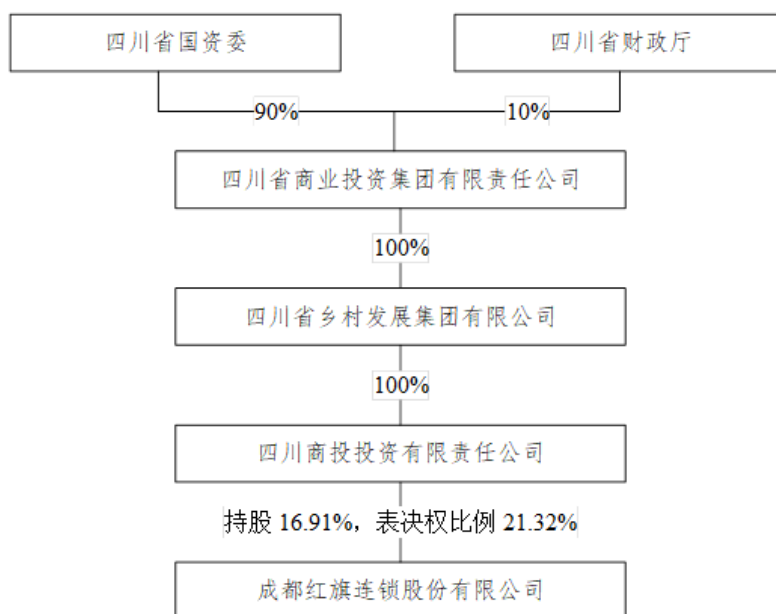 四川省国资委
四川省财政厅
90%
10%
四川省商业投资集团有限责任公司
100%
四川省乡村发展集团有限公司
100%
四川商投投资有限责任公司
持股 16.91%，表决权比例 21.32%
成都红旗连锁股份有限公司